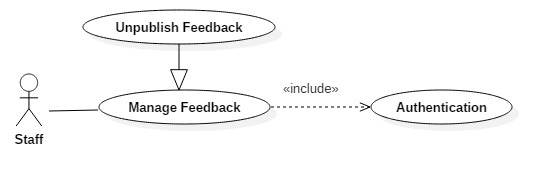 Unpublish Feedback
«include»
Manage Feedback
Authentication
Staff